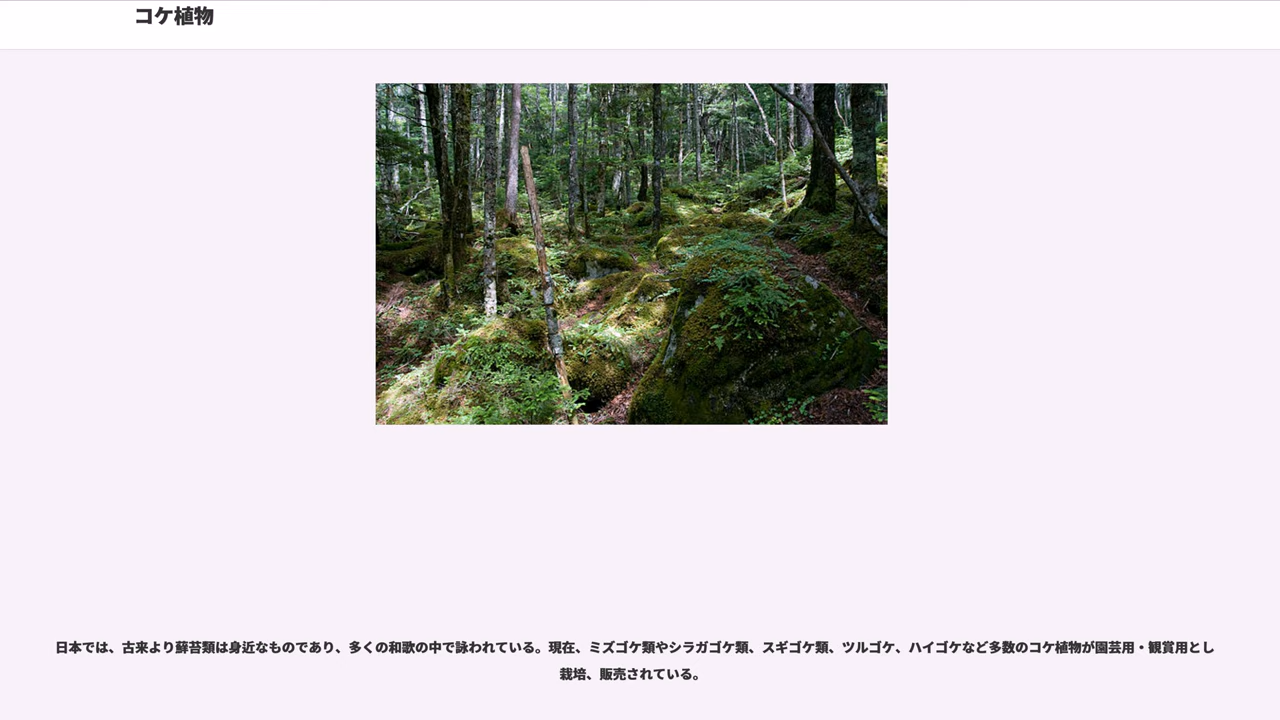 コケ植物
日本では、古来より蘚苔類は身近なものであり、多くの和歌の中で詠われている。現在、ミズゴケ類やシラガゴケ類、スギゴケ類、ツルゴケ、ハイゴケなど多数のコケ植物が園芸用・観賞用とし
栽培、販売されている。